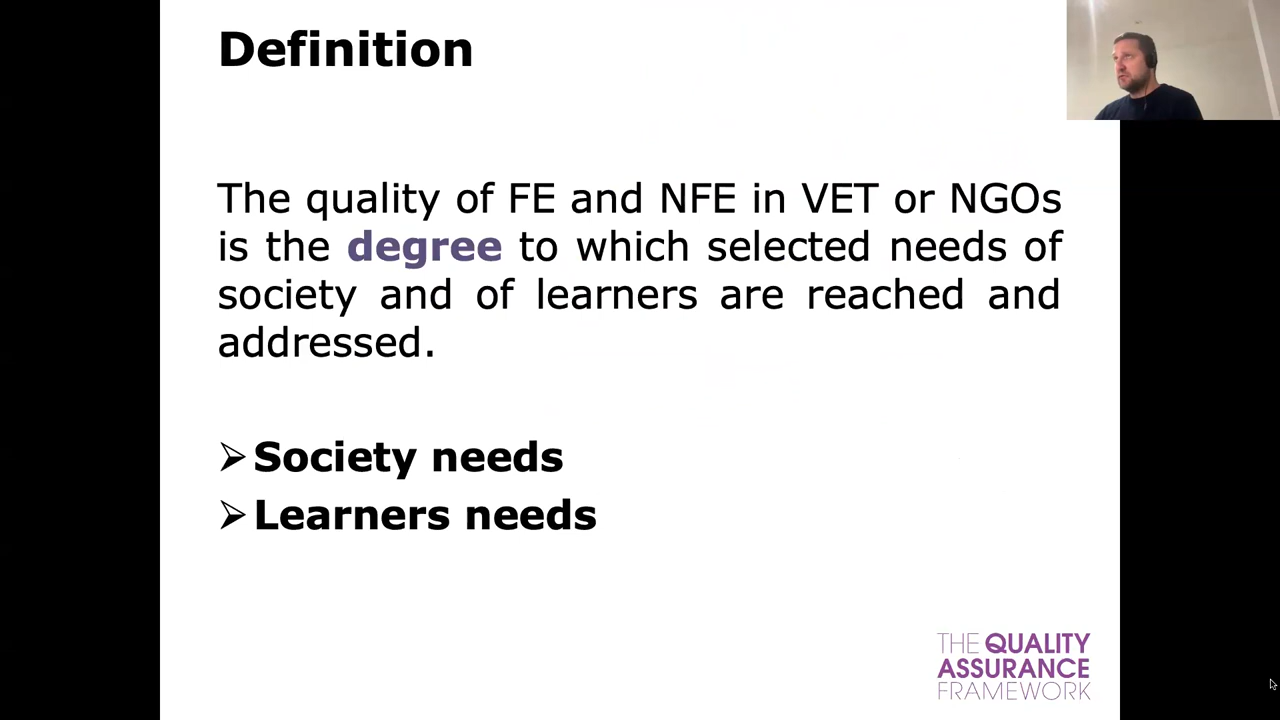 Definition
The quality of FE and NFE in VET or NGOs
is the degree to which selected needs of
society and of learners are reached and
addressed.
➢ Society needs
➢ Learners needs
THE QUALITY
ASSURANCE
FRAMEWORK